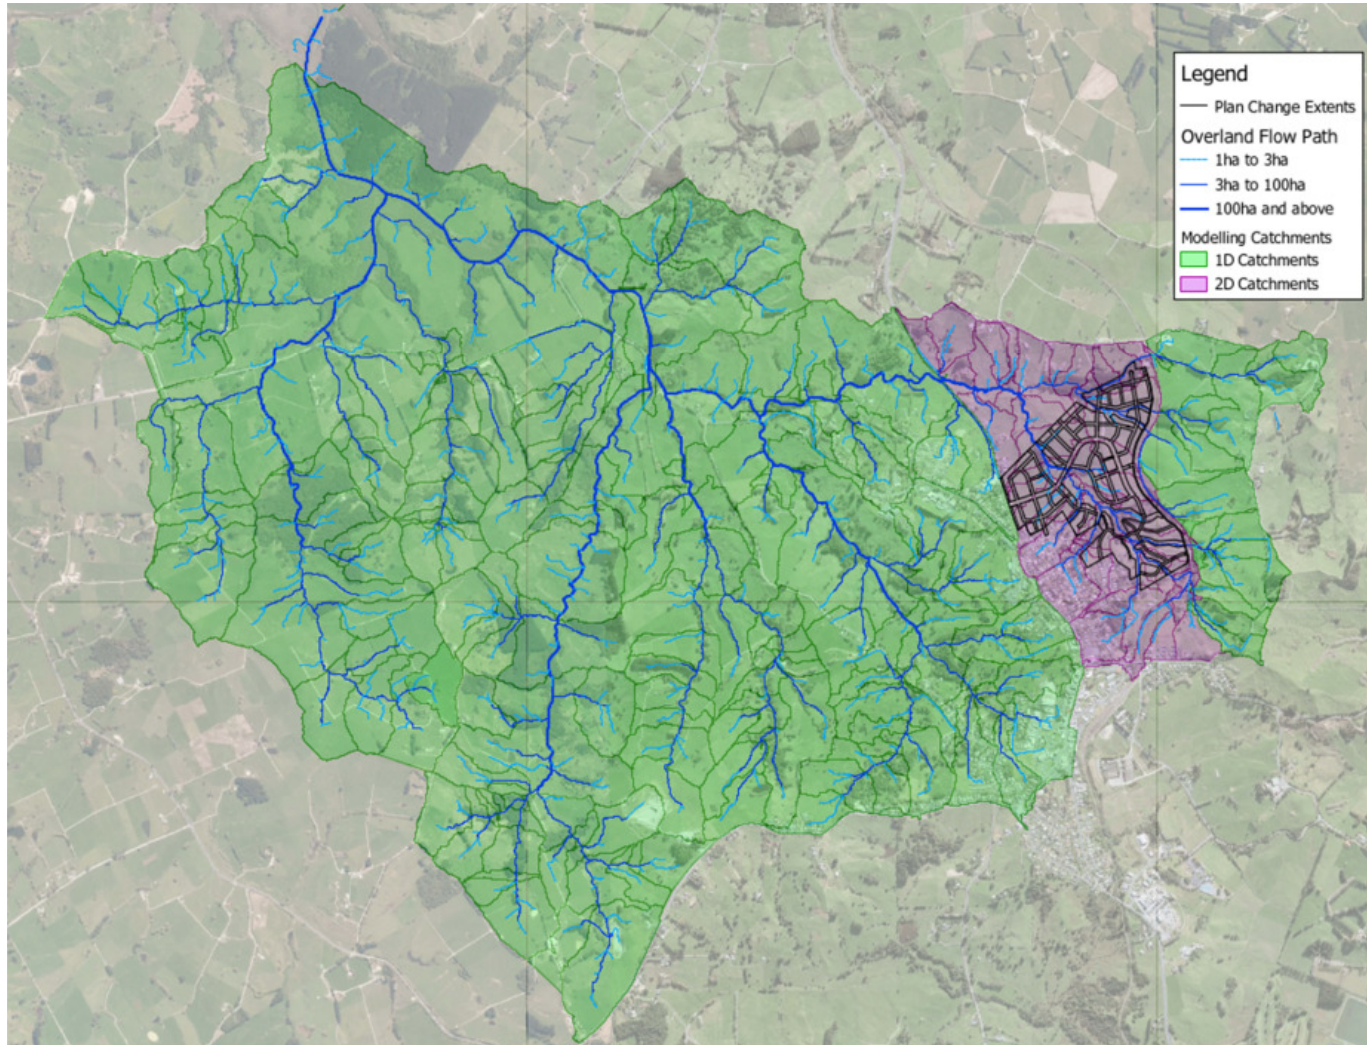 Legend
Plan Change Extents
Overland Flow Path
1ha to 3ha
3ha to 100ha
100ha and above
Modelling Catchments
1D Catchments
2D Catchments